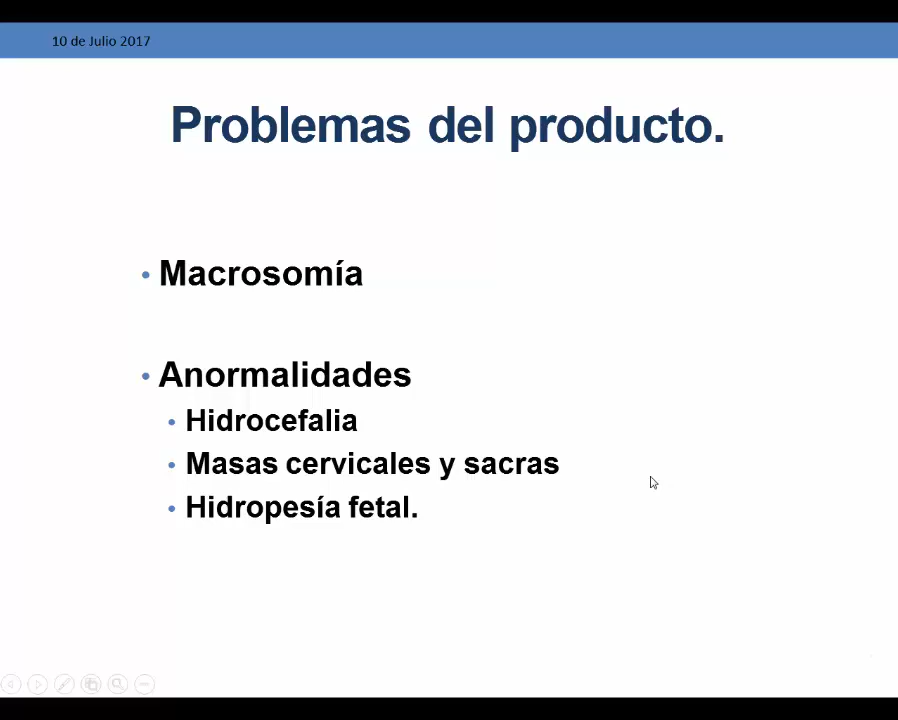 10 de Julio 2017
Problemas del producto.
• Macrosomía
• Anormalidades
• Hidrocefalia
• Masas cervicales y sacras
• Hidropesía fetal.